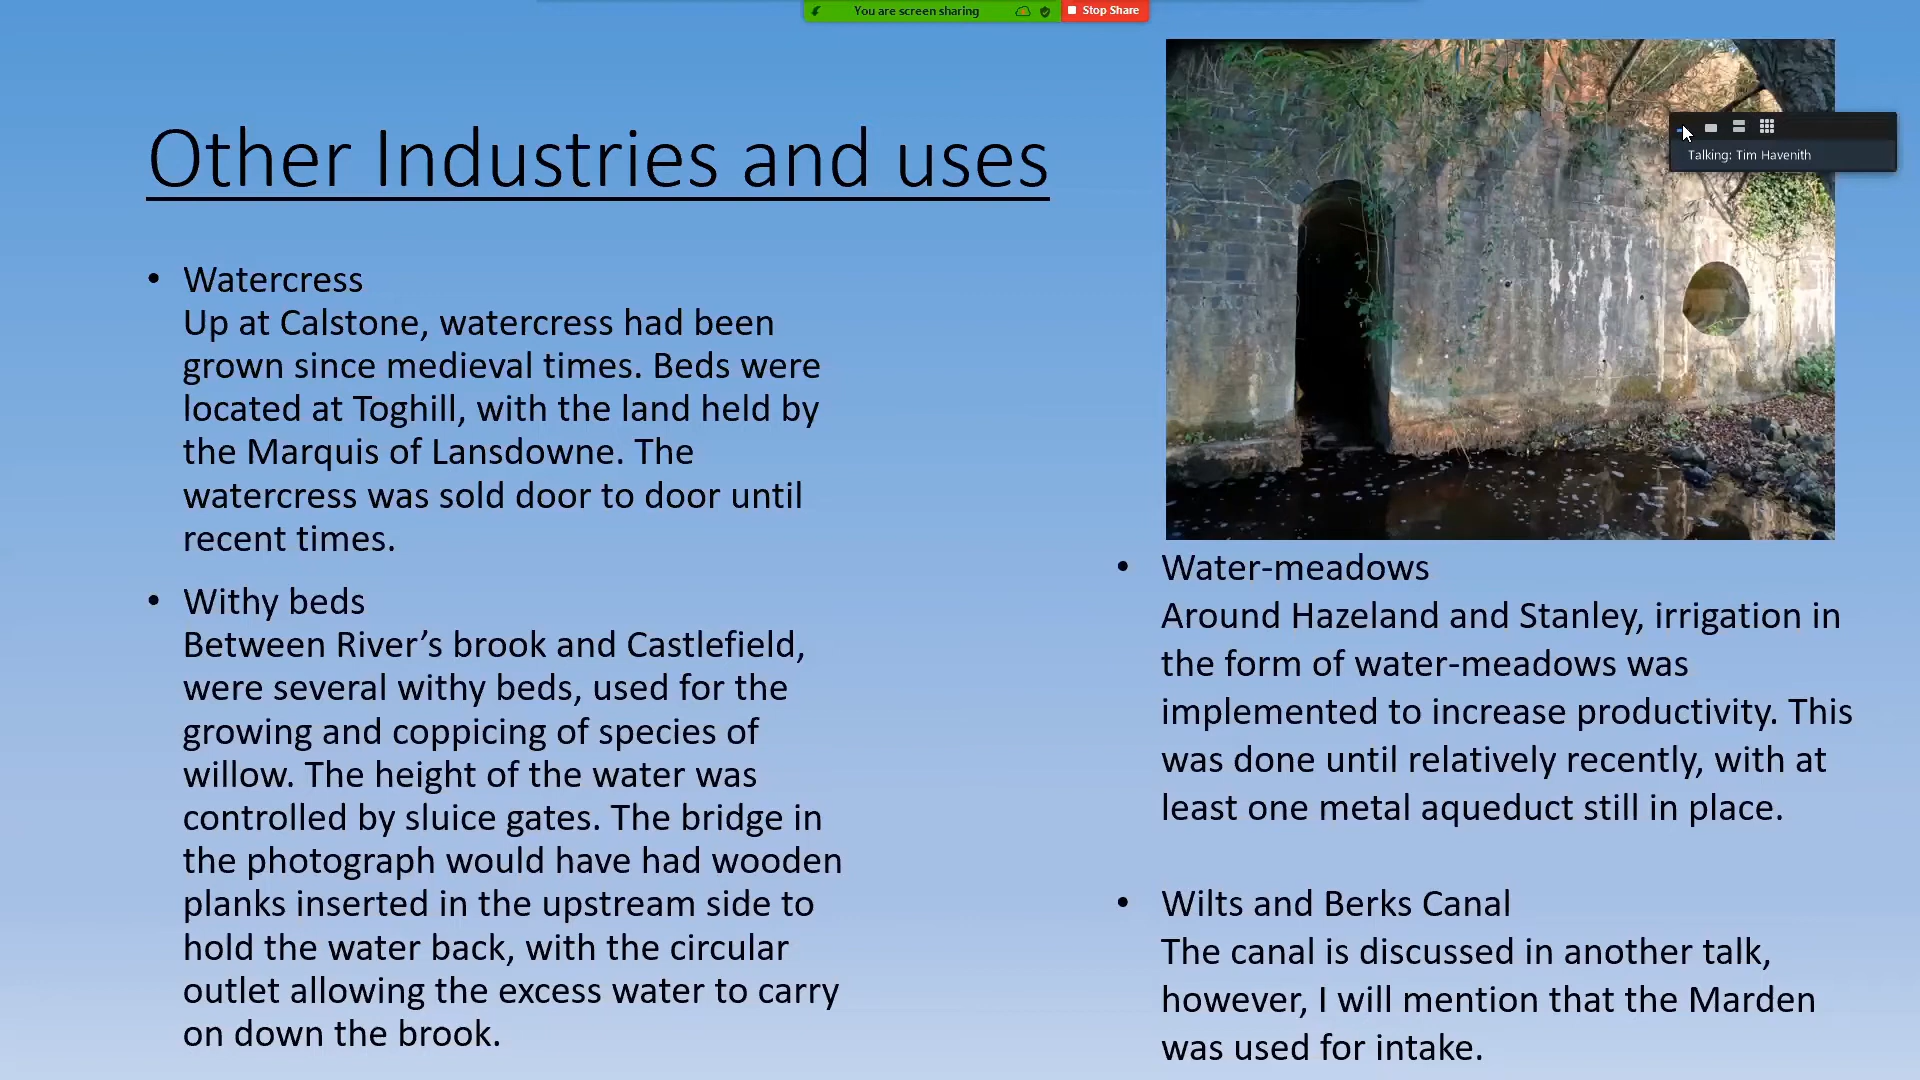 You are screen sharing
Stop Share
Talking: Tim Havenith
Other Industries and uses
• Watercress
Up at Calstone, watercress had been
grown since medieval times. Beds were
located at Toghill, with the land held by
the Marquis of Lansdowne. The
watercress was sold door to door until
recent times.
• Withy beds
Between River’s brook and Castlefield,
were several withy beds, used for the
growing and coppicing of species of
willow. The height of the water was
controlled by sluice gates. The bridge in
the photograph would have had wooden
planks inserted in the upstream side to
hold the water back, with the circular
outlet allowing the excess water to carry
on down the brook.
• Water-meadows
Around Hazeland and Stanley, irrigation in
the form of water-meadows was
implemented to increase productivity. This
was done until relatively recently, with at
least one metal aqueduct still in place.
• Wilts and Berks Canal
The canal is discussed in another talk,
however, I will mention that the Marden
was used for intake.